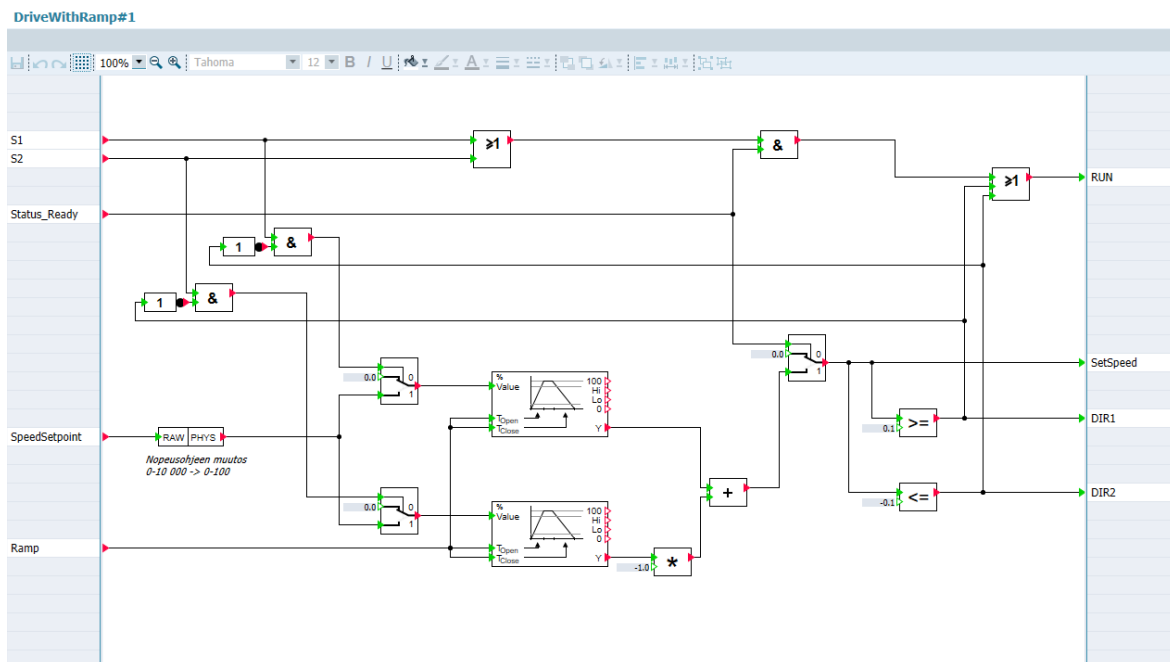 DriveWithRamp#1
100% Tahoma 12 B I U A
S1
S2
≥1
&
≥1
RUN
Status_Ready
1 &
1 &
0.0 0
1
SetSpeed
0.0 0
1
%
Value
100
Hi
Lo
0
TOpen
TClose
Y
0.1 >=
DIR1
SpeedSetpoint
RAW PHYS
Nopeusohjeen muutos
0-10 000 -> 0-100
+
-0.1 <=
DIR2
0.0 0
1
%
Value
100
Hi
Lo
0
Ramp
TOpen
TClose
Y
-1.0 *